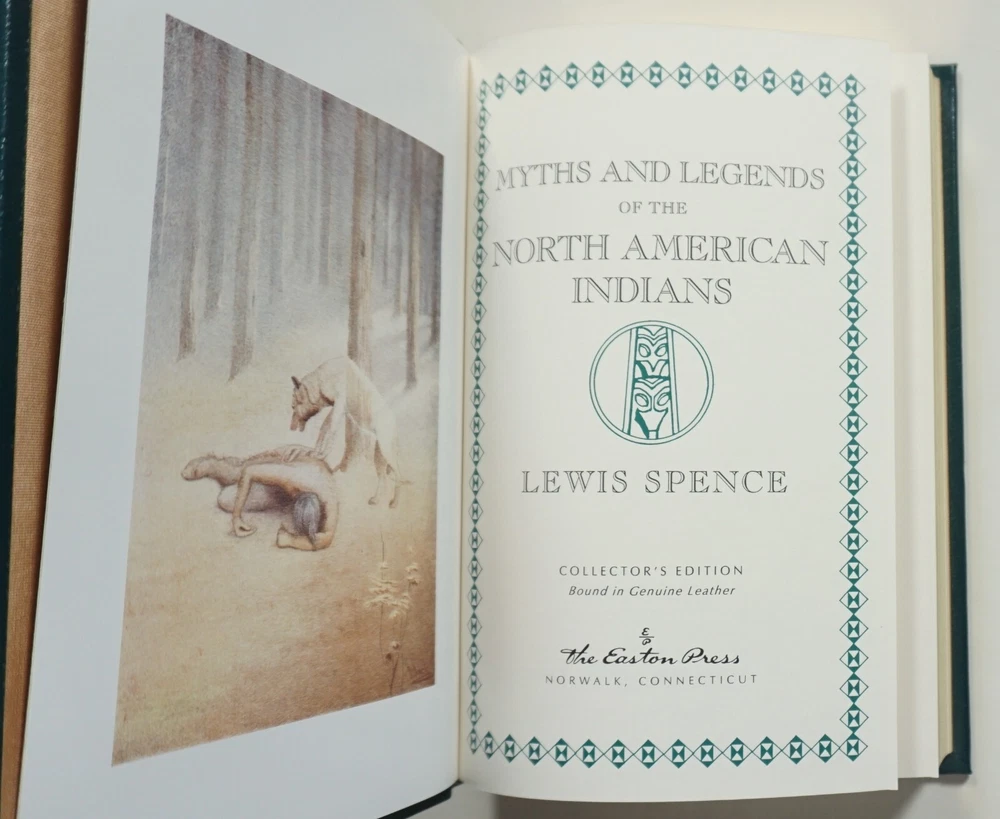 MYTHS AND LEGENDS
OF THE
NORTH AMERICAN
INDIANS
LEWIS SPENCE
COLLECTOR'S EDITION
Bound in Genuine Leather
The Easton Press
NORWALK, CONNECTICUT